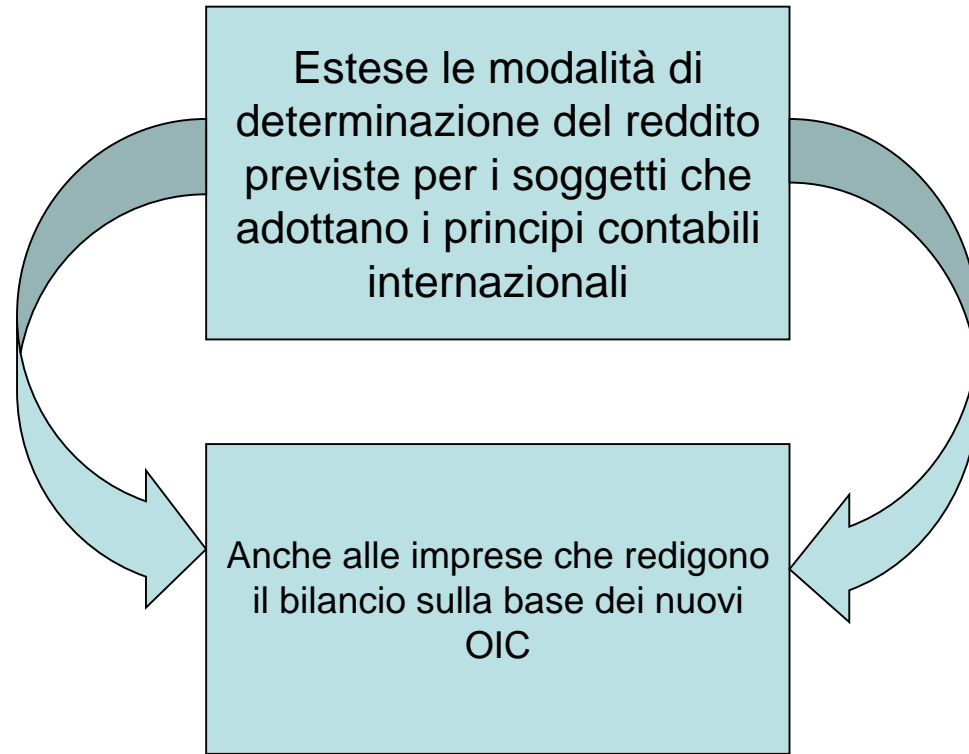 Estese le modalità di
determinazione del reddito
previste per i soggetti che
adottano i principi contabili
internazionali
Anche alle imprese che redigono
il bilancio sulla base dei nuovi
OIC